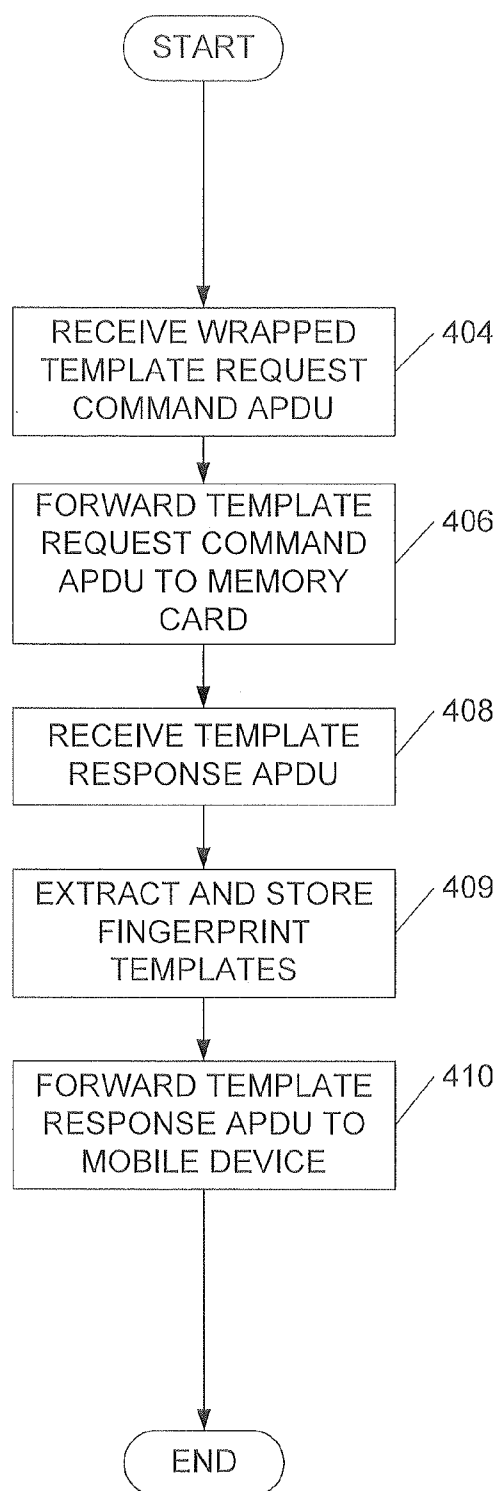 START
RECEIVE WRAPPED
TEMPLATE REQUEST
COMMAND APDU
404
FORWARD TEMPLATE
REQUEST COMMAND
APDU TO MEMORY
CARD
406
RECEIVE TEMPLATE
RESPONSE APDU
408
EXTRACT AND STORE
FINGERPRINT
TEMPLATES
409
FORWARD TEMPLATE
RESPONSE APDU TO
MOBILE DEVICE
410
END